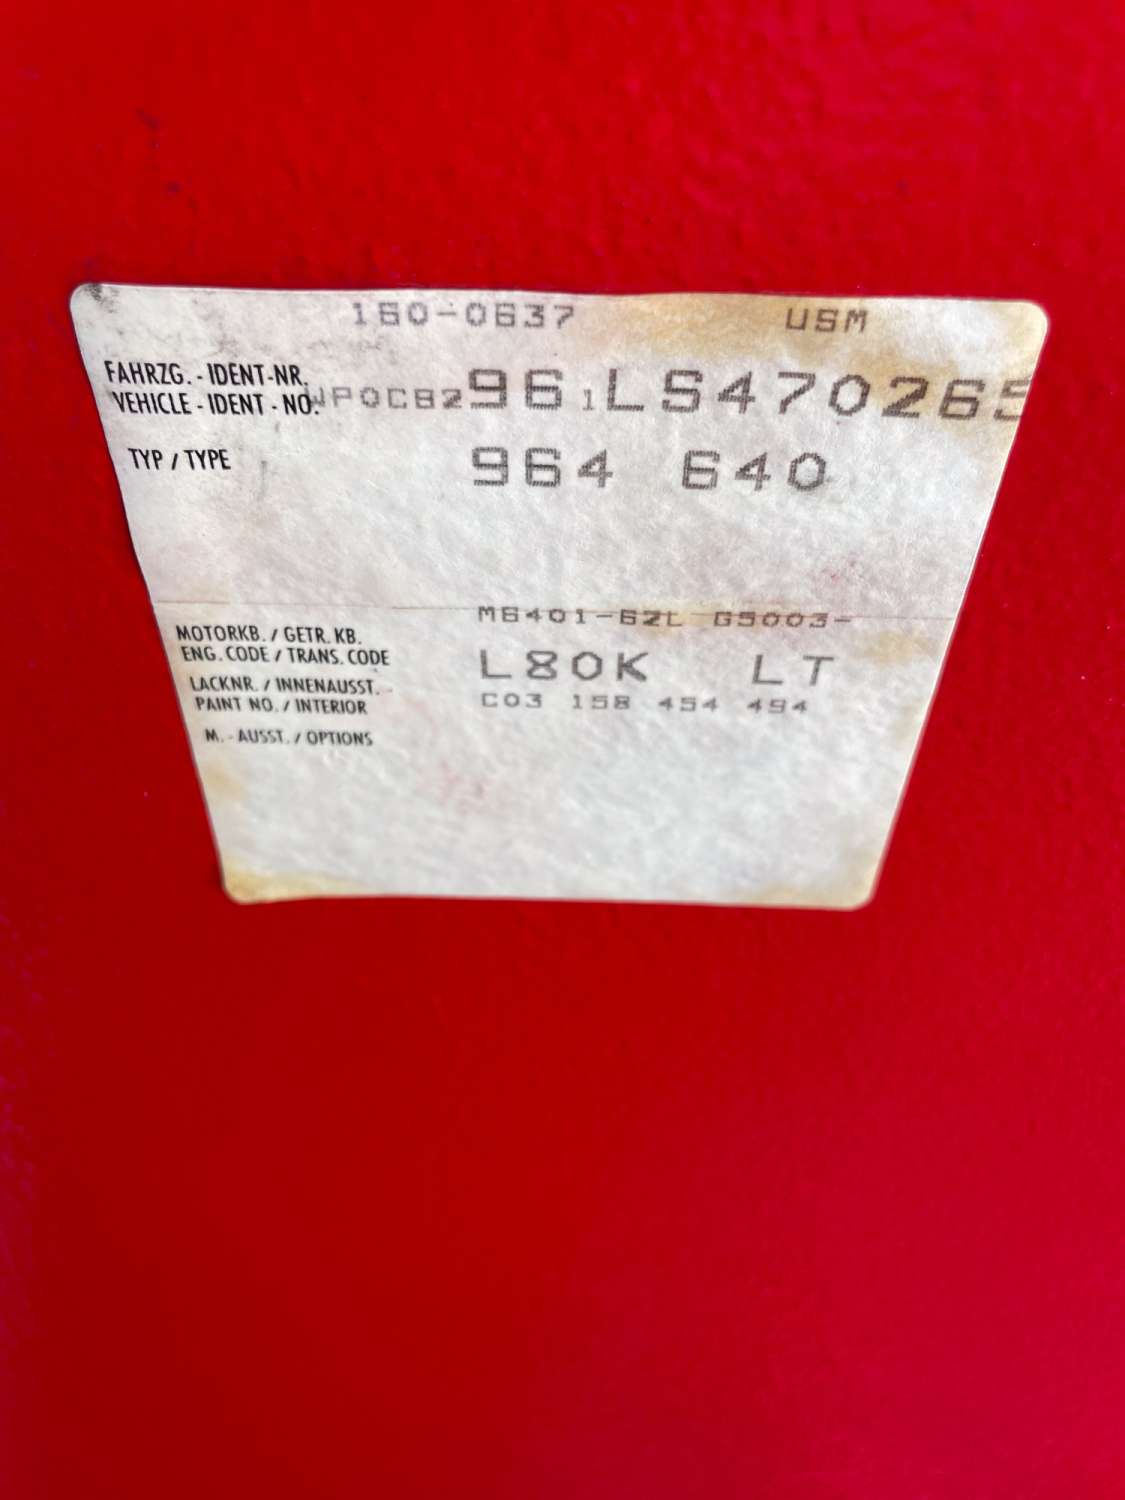 160-0637 USM
FAHRZG. - IDENT-NR.
VEHICLE - IDENT - NO. WP0CB2961LS470265
TYP / TYPE 964 640
M6401-62L G5003-
MOTORKB. / GETR. KB.
ENG. CODE / TRANS. CODE
L80K LT
LACKNR. / INNENAUSST.
PAINT NO. / INTERIOR
C03 158 454 494
M. - AUSST. / OPTIONS